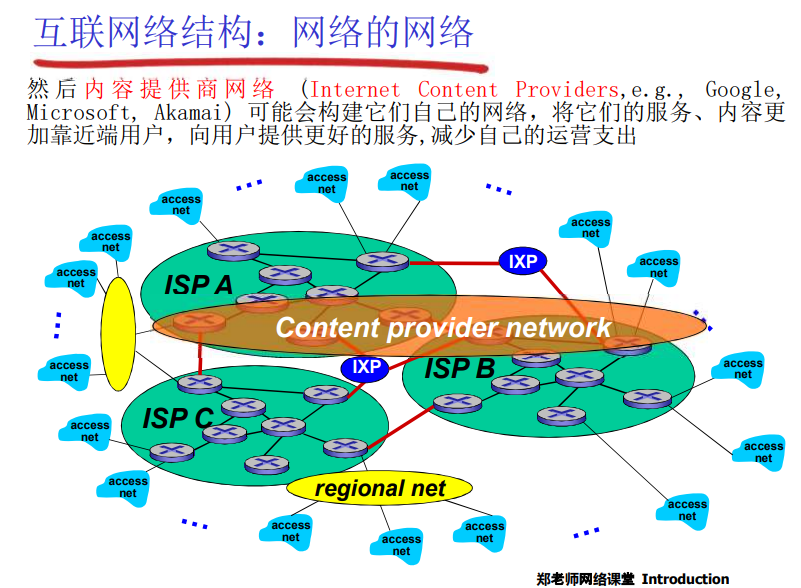 互联网络结构：网络的网络
然后内容提供商网络 (Internet Content Providers,e.g., Google,
Microsoft, Akamai) 可能会构建它们自己的网络，将它们的服务、内容更
加靠近端用户，向用户提供更好的服务,减少自己的运营支出
access
net
access
net
access
net
access
net
access
net
access
net
access
net
access
net
ISP A
IXP
Content provider network
IXP
ISP B
access
net
access
net
ISP C
access
net
access
net
access
net
regional net
access
net
access
net
access
net
access
net
郑老师网络课堂 Introduction